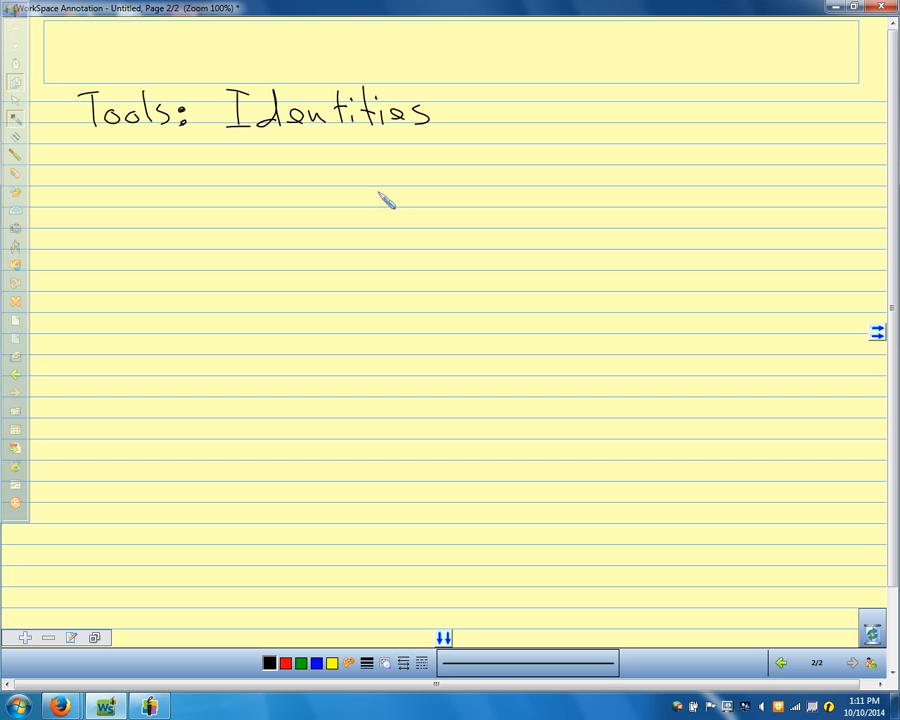 WorkSpace Annotation - Untitled, Page 2/2 (Zoom 100%) *
Tools: Identities
2/2
1:11 PM
10/10/2014